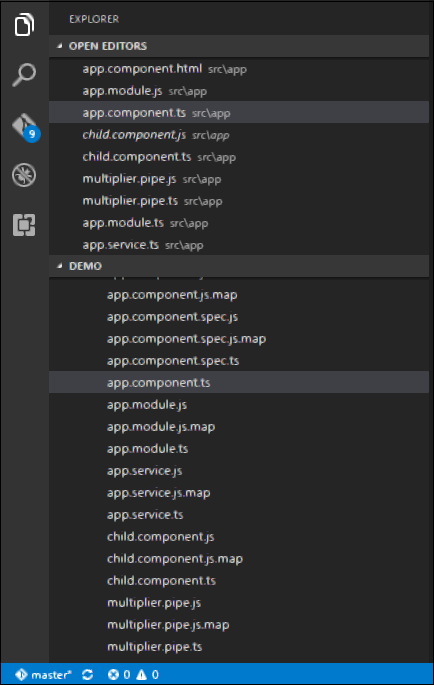 EXPLORER
OPEN EDITORS
app.component.html src\app
app.module.js src\app
app.component.ts src\app
child.component.js src\app
9
child.component.ts src\app
multiplier.pipe.js src\app
multiplier.pipe.ts src\app
app.module.ts src\app
app.service.ts src\app
DEMO
app.component.js.map
app.component.spec.js
app.component.spec.js.map
app.component.spec.ts
app.component.ts
app.module.js
app.module.js.map
app.module.ts
app.service.js
app.service.js.map
app.service.ts
child.component.js
child.component.js.map
child.component.ts
multiplier.pipe.js
multiplier.pipe.js.map
multiplier.pipe.ts
master* 0 0